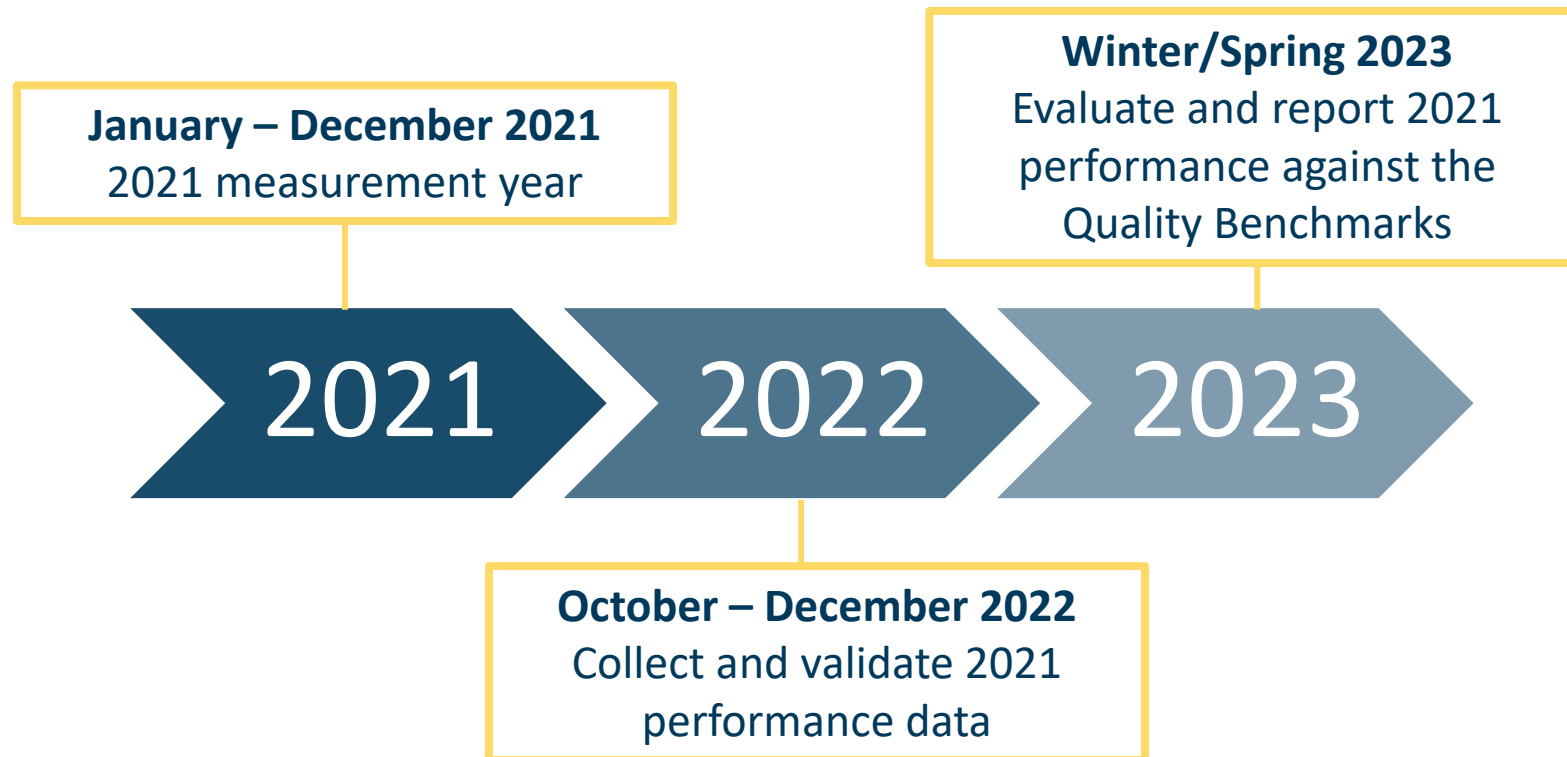 January – December 2021
2021 measurement year
Winter/Spring 2023
Evaluate and report 2021
performance against the
Quality Benchmarks
2021
2022
2023
October – December 2022
Collect and validate 2021
performance data